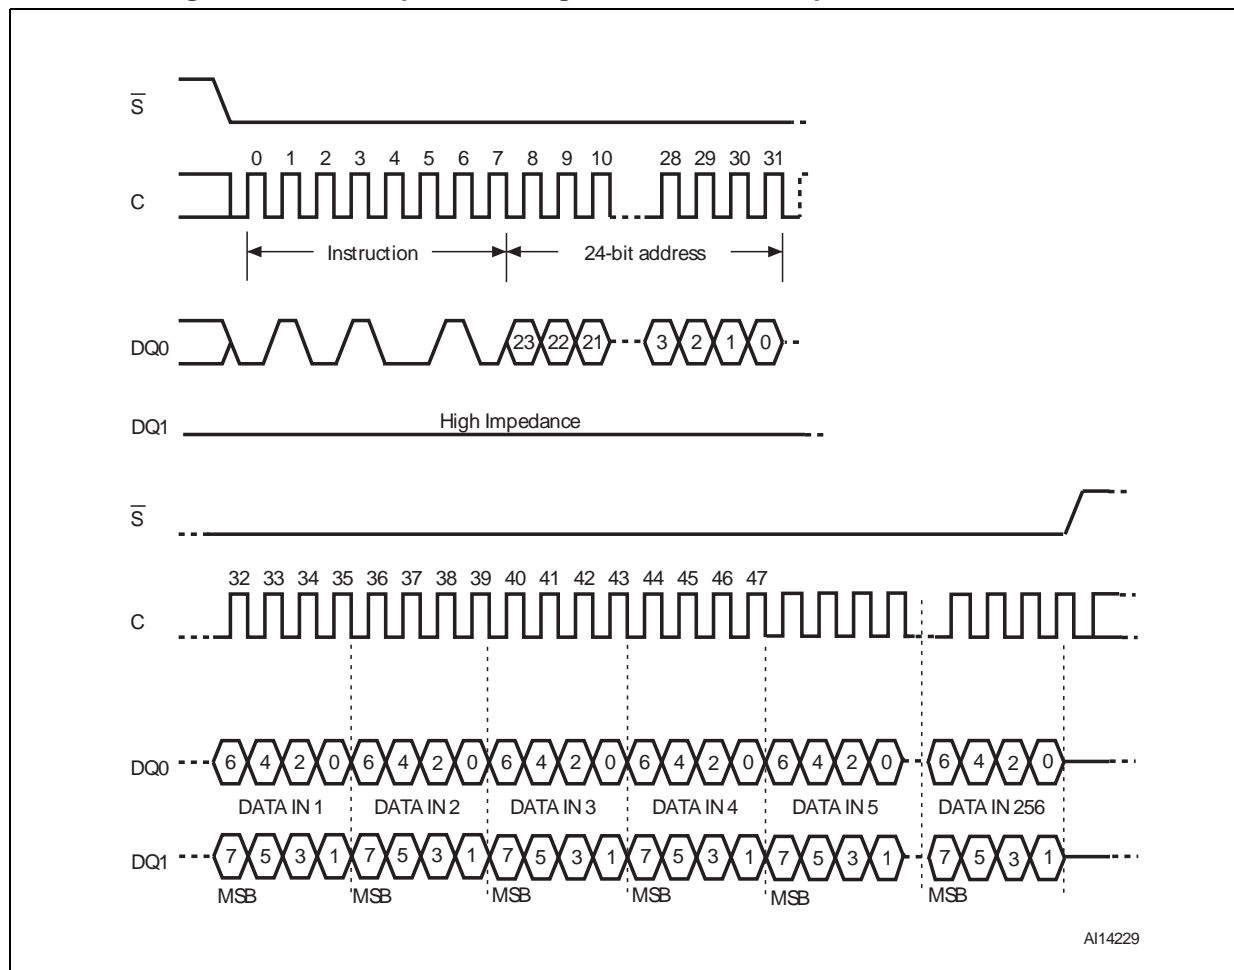 S
0 1 2 3 4 5 6 7 8 9 10 28 29 30 31
C
Instruction 24-bit address
DQ0 23 22 21 3 2 1 0
High Impedance
DQ1
S
32 33 34 35 36 37 38 39 40 41 42 43 44 45 46 47
C
DQ0 6 4 2 0 6 4 2 0 6 4 2 0 6 4 2 0 6 4 2 0 6 4 2 0
DATA IN 1 DATA IN 2 DATA IN 3 DATA IN 4 DATA IN 5 DATA IN 256
DQ1 7 5 3 1 7 5 3 1 7 5 3 1 7 5 3 1 7 5 3 1 7 5 3 1
MSB MSB MSB MSB MSB MSB
AI14229